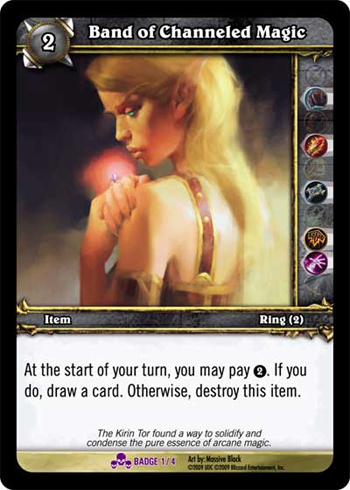 2
Band of Channeled Magic
Item
Ring (2)
At the start of your turn, you may pay 2. If you
do, draw a card. Otherwise, destroy this item.
The Kirin Tor found a way to solidify and
condense the pure essence of arcane magic.
BADGE 1/4
Art by: Massive Black
©2009 UDC ©2009 Blizzard Entertainment, Inc.